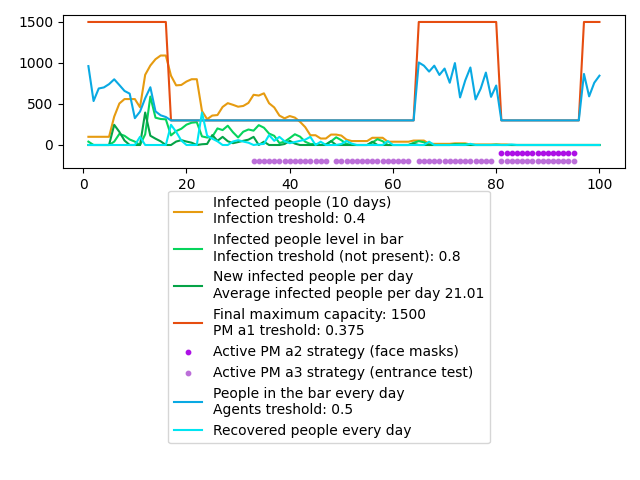 1500
1000
500
0
0 20 40 60 80 100
Infected people (10 days)
Infection treshold: 0.4
Infected people level in bar
Infection treshold (not present): 0.8
New infected people per day
Average infected people per day 21.01
Final maximum capacity: 1500
PM a1 treshold: 0.375
Active PM a2 strategy (face masks)
Active PM a3 strategy (entrance test)
People in the bar every day
Agents treshold: 0.5
Recovered people every day